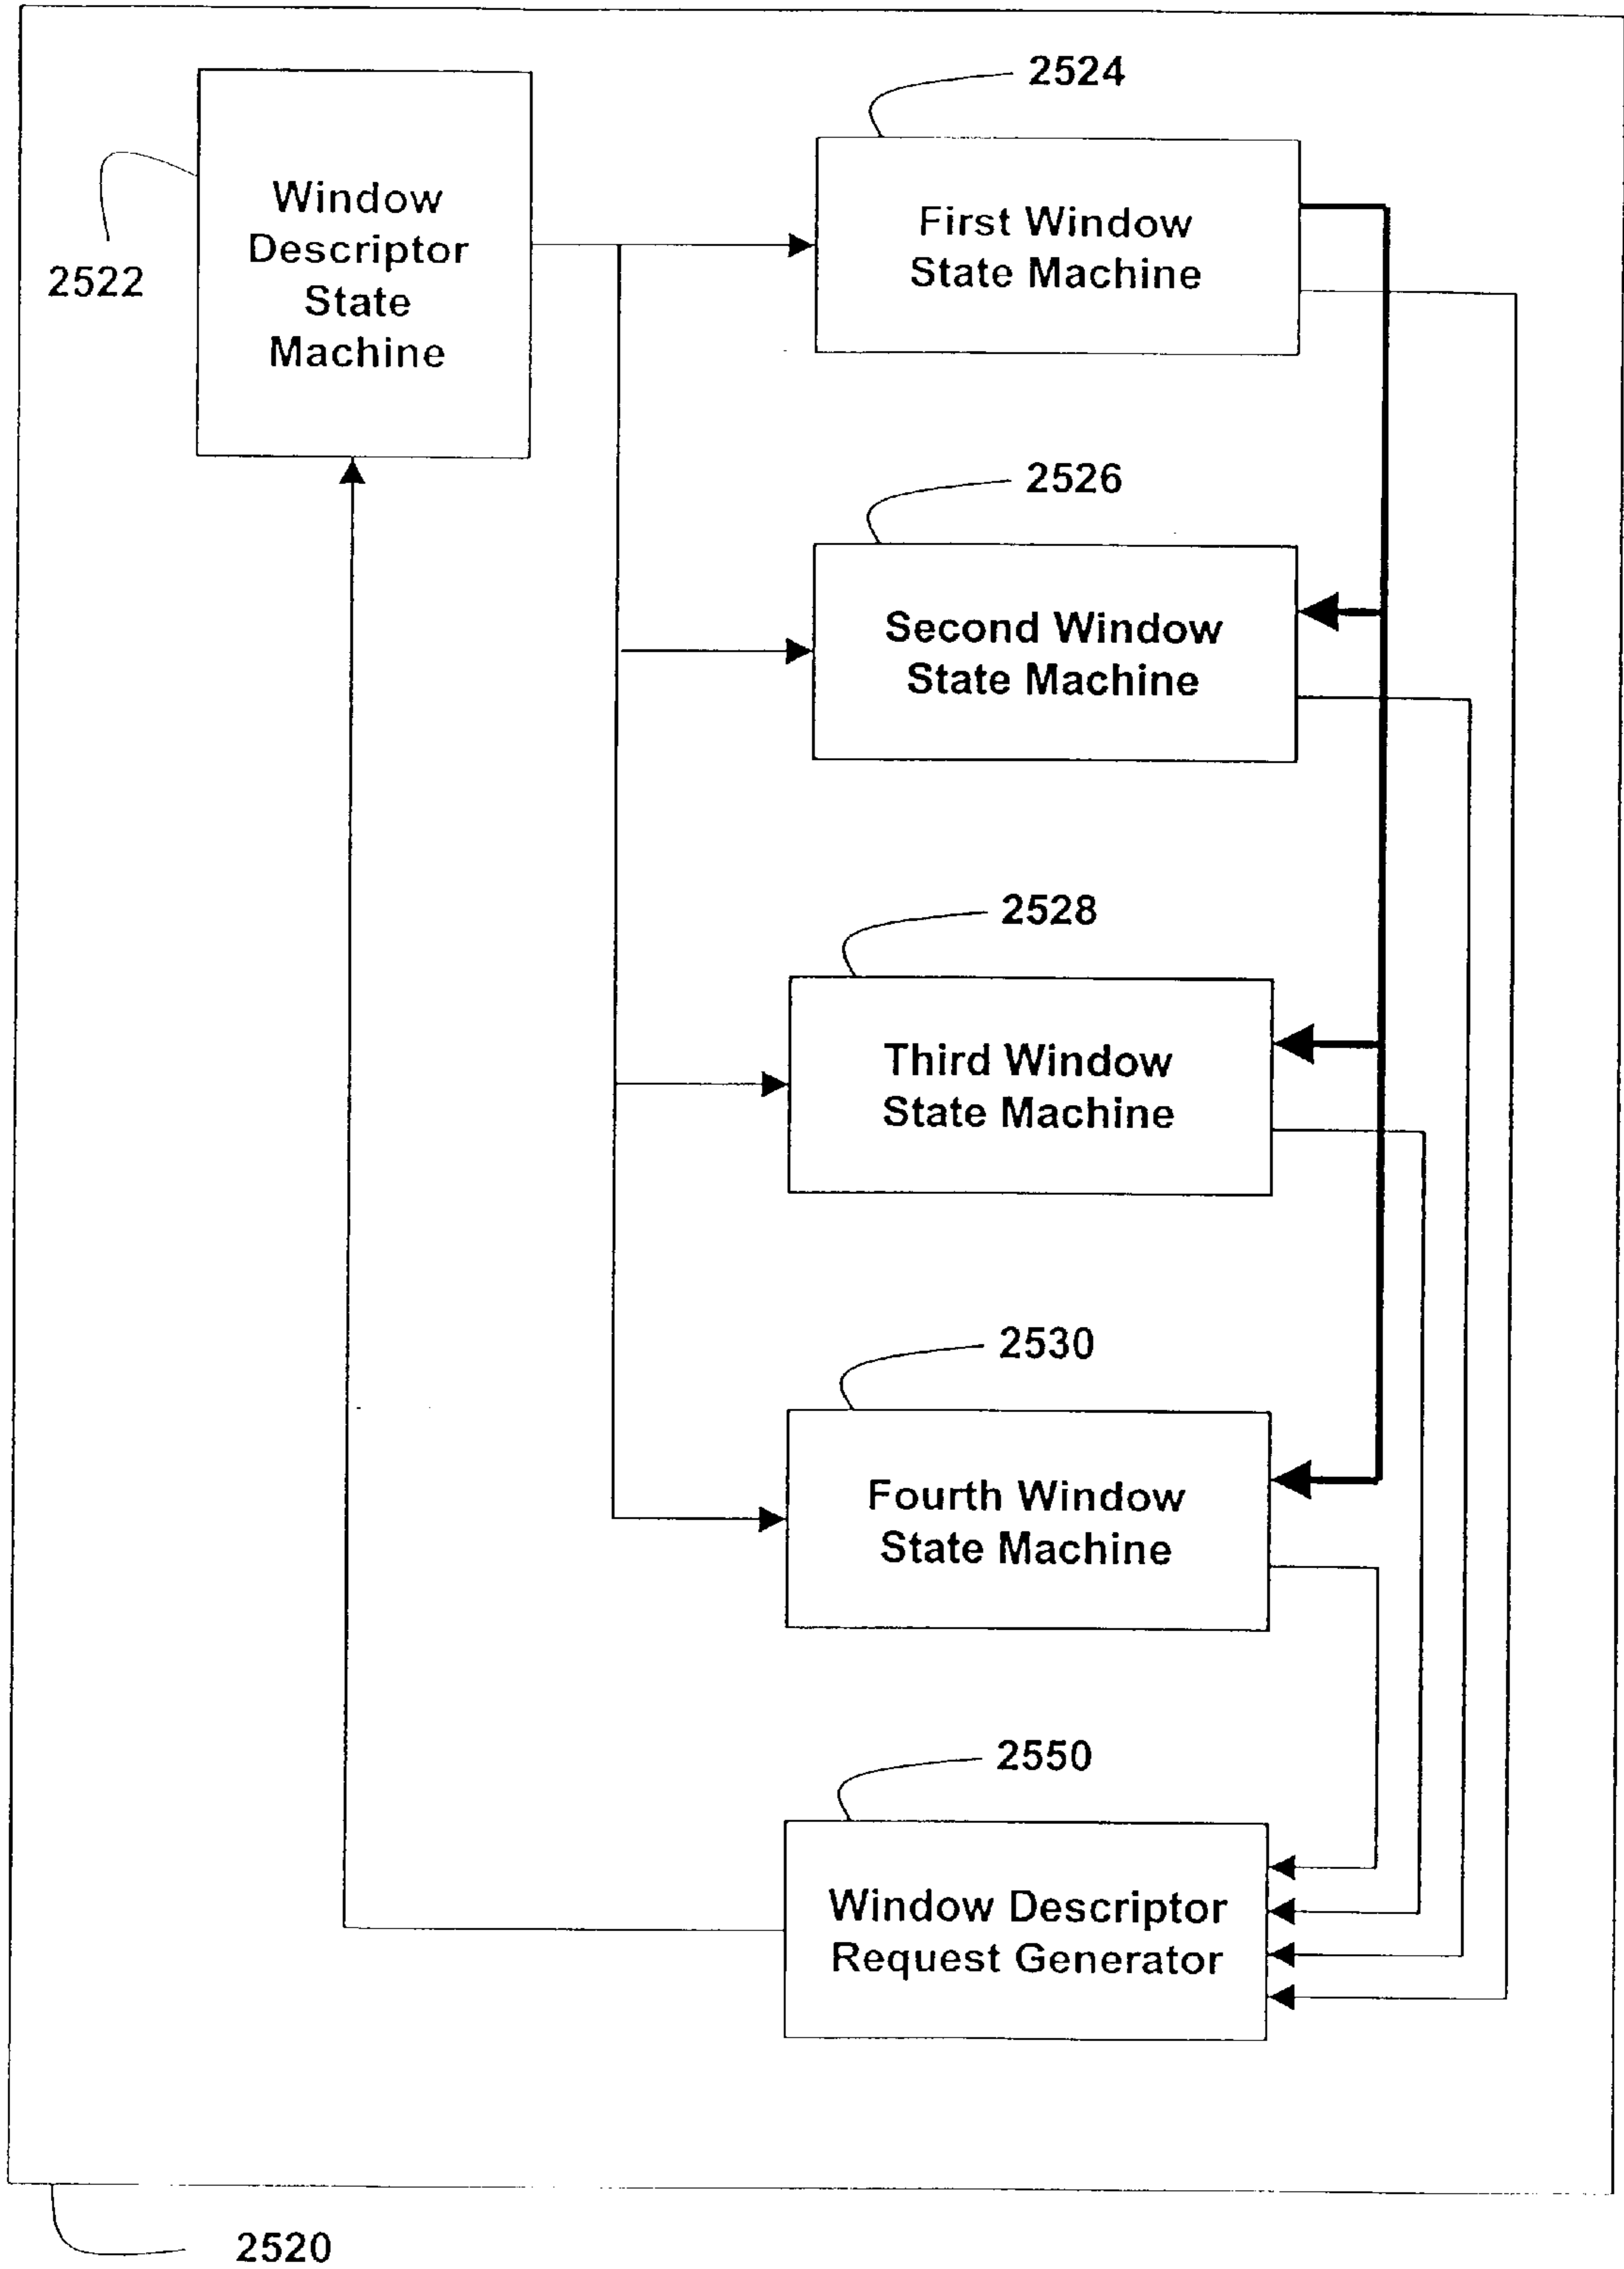 2524
Window
Descriptor
State
Machine
2522
First Window
State Machine
2526
Second Window
State Machine
2528
Third Window
State Machine
2530
Fourth Window
State Machine
2550
Window Descriptor
Request Generator
2520